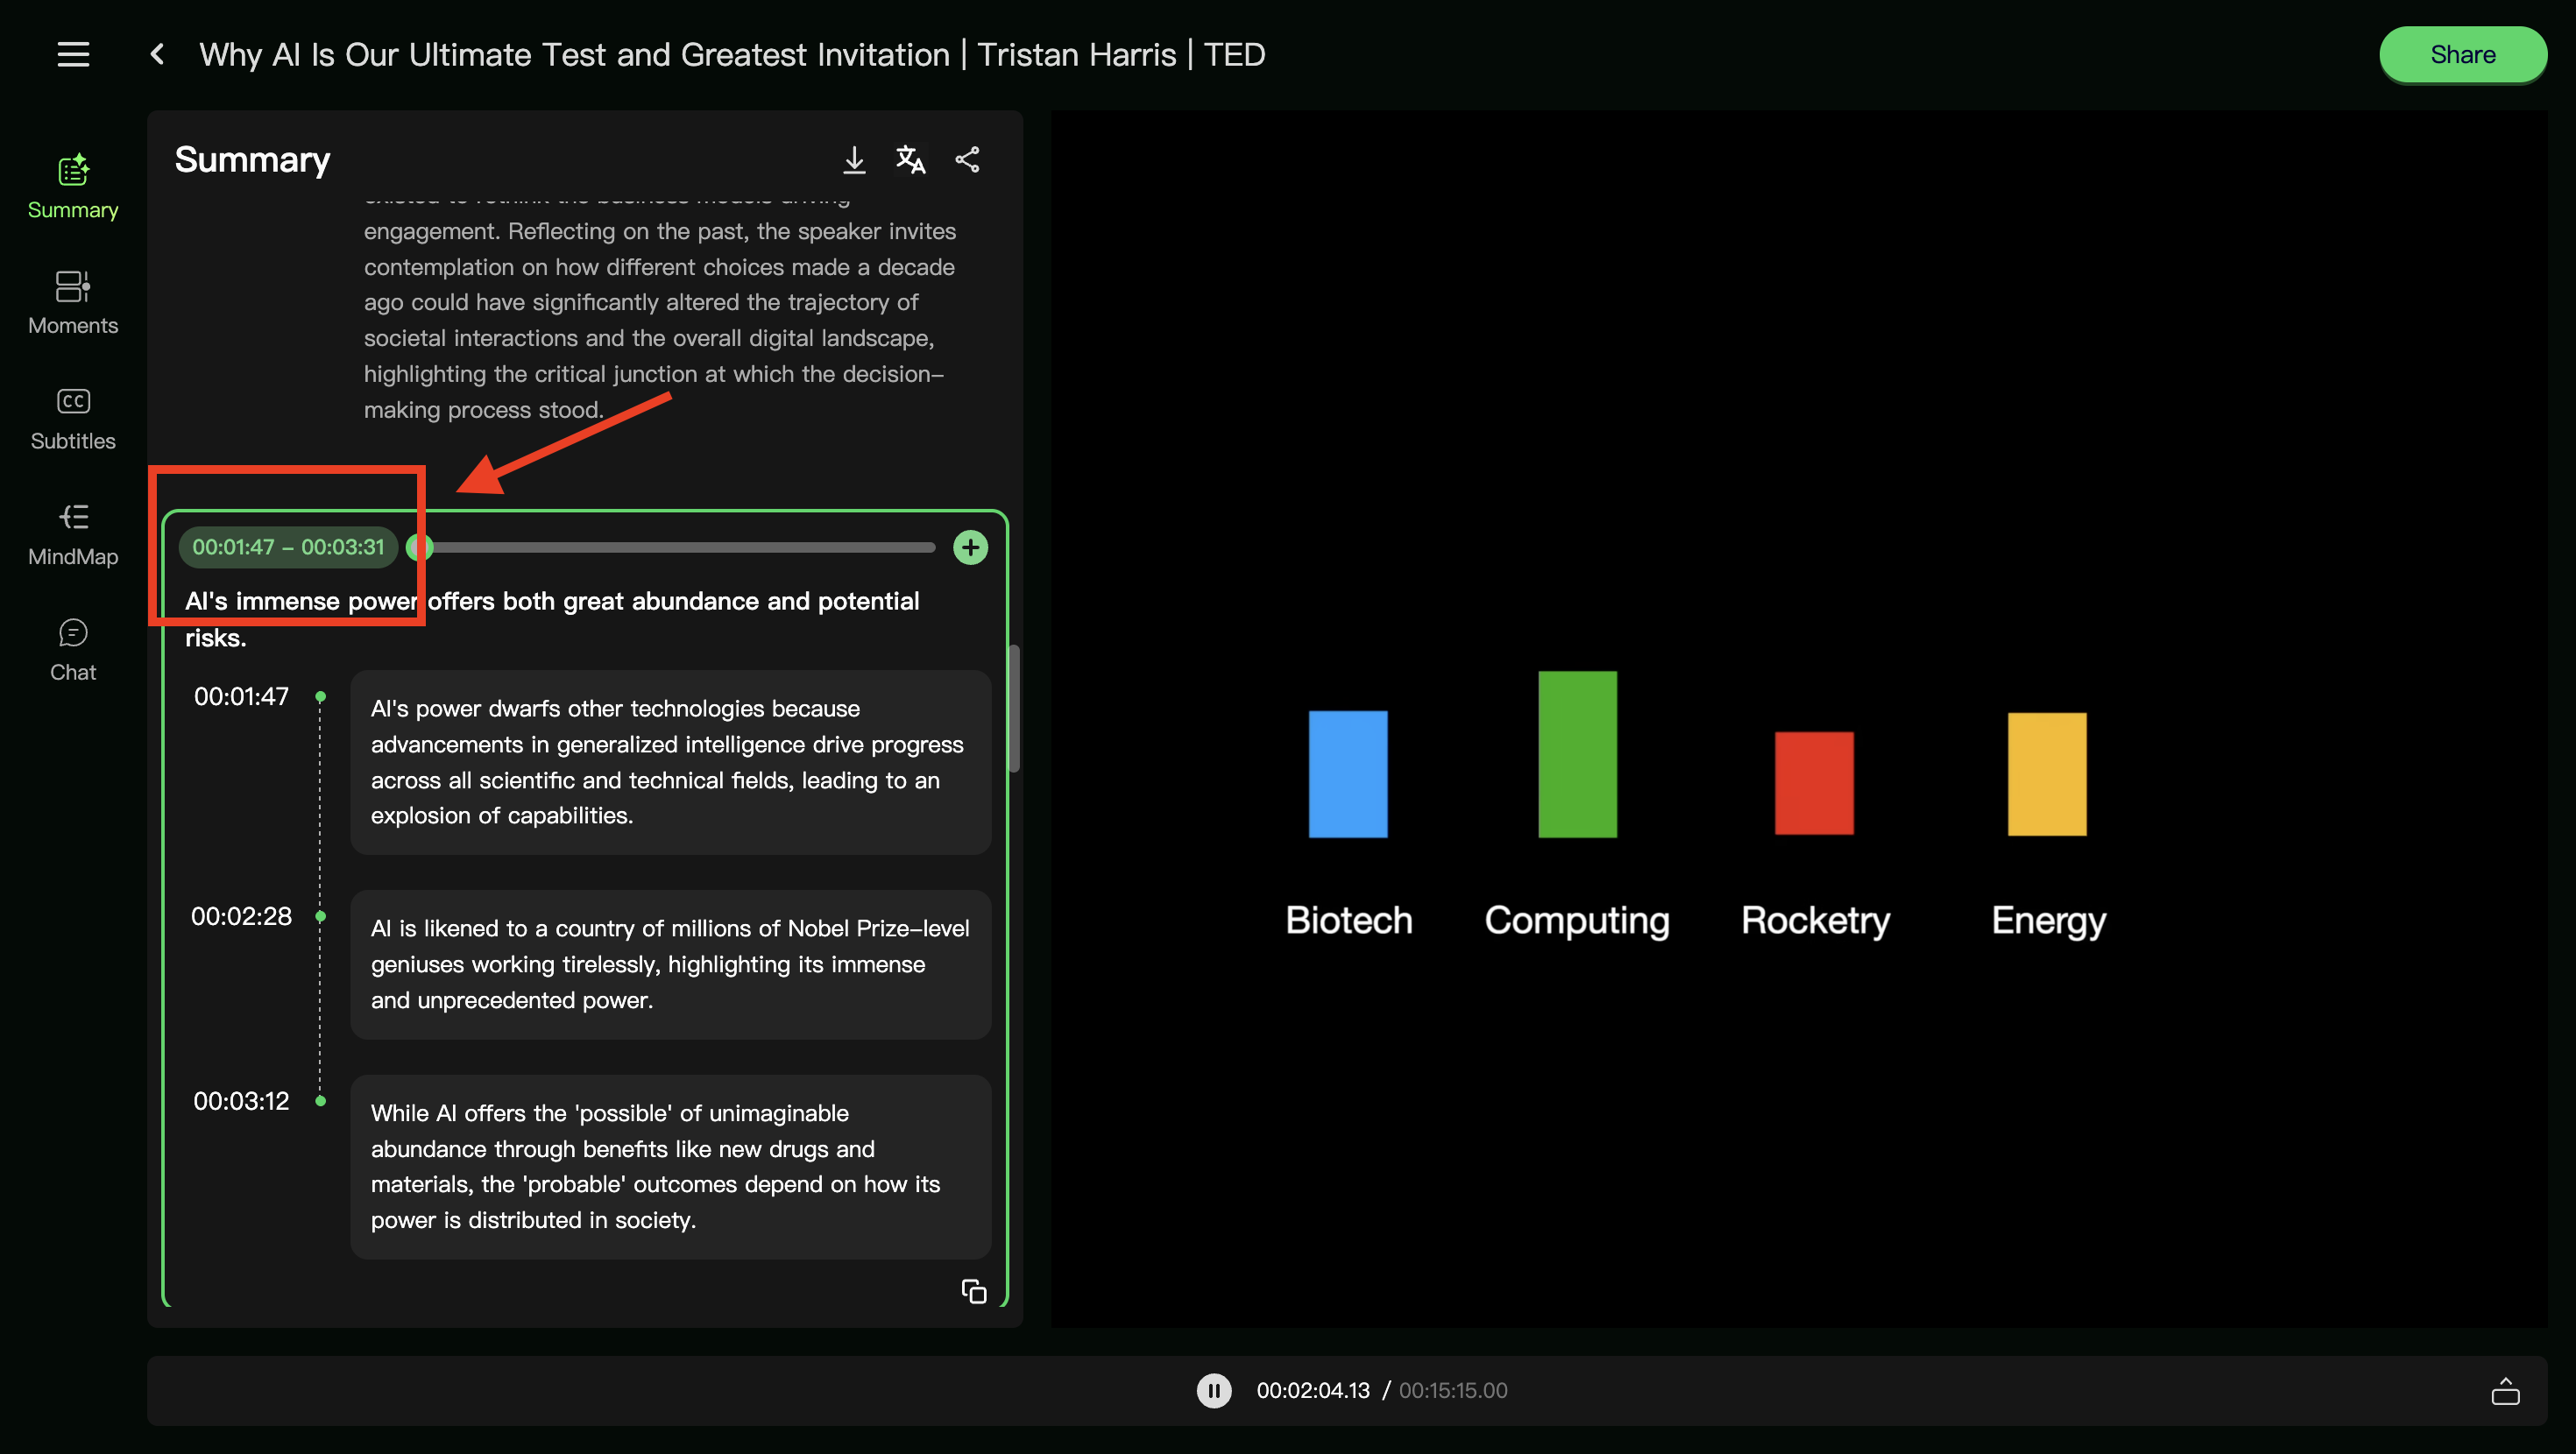 Why AI Is Our Ultimate Test and Greatest Invitation | Tristan Harris | TED
Share
Summary
Moments
CC
Subtitles
MindMap
Chat
Summary
existed to rethink the business models driving
engagement. Reflecting on the past, the speaker invites
contemplation on how different choices made a decade
ago could have significantly altered the trajectory of
societal interactions and the overall digital landscape,
highlighting the critical junction at which the decision-
making process stood.
00:01:47 - 00:03:31
AI's immense power offers both great abundance and potential
risks.
00:01:47
AI's power dwarfs other technologies because
advancements in generalized intelligence drive progress
across all scientific and technical fields, leading to an
explosion of capabilities.
00:02:28
AI is likened to a country of millions of Nobel Prize-level
geniuses working tirelessly, highlighting its immense
and unprecedented power.
00:03:12
While AI offers the 'possible' of unimaginable
abundance through benefits like new drugs and
materials, the 'probable' outcomes depend on how its
power is distributed in society.
Biotech Computing Rocketry Energy
00:02:04.13 / 00:15:15.00